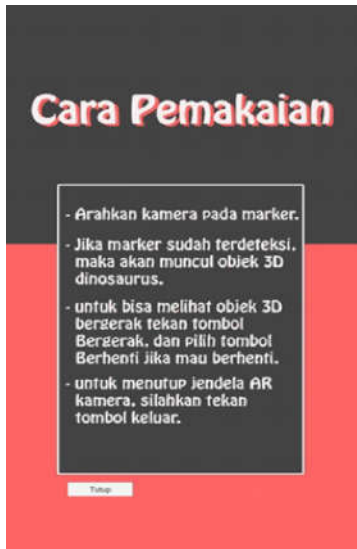 Cara Pemakaian
- Arahkan kamera pada marker.
- Jika marker sudah terdeteksi,
maka akan muncul objek 3D
dinosaurus.
- untuk bisa melihat objek 3D
bergerak tekan tombol
Bergerak, dan pilih tombol
Berhenti jika mau berhenti.
- untuk menutup jendela AR
kamera, silahkan tekan
tombol keluar.
Tutup